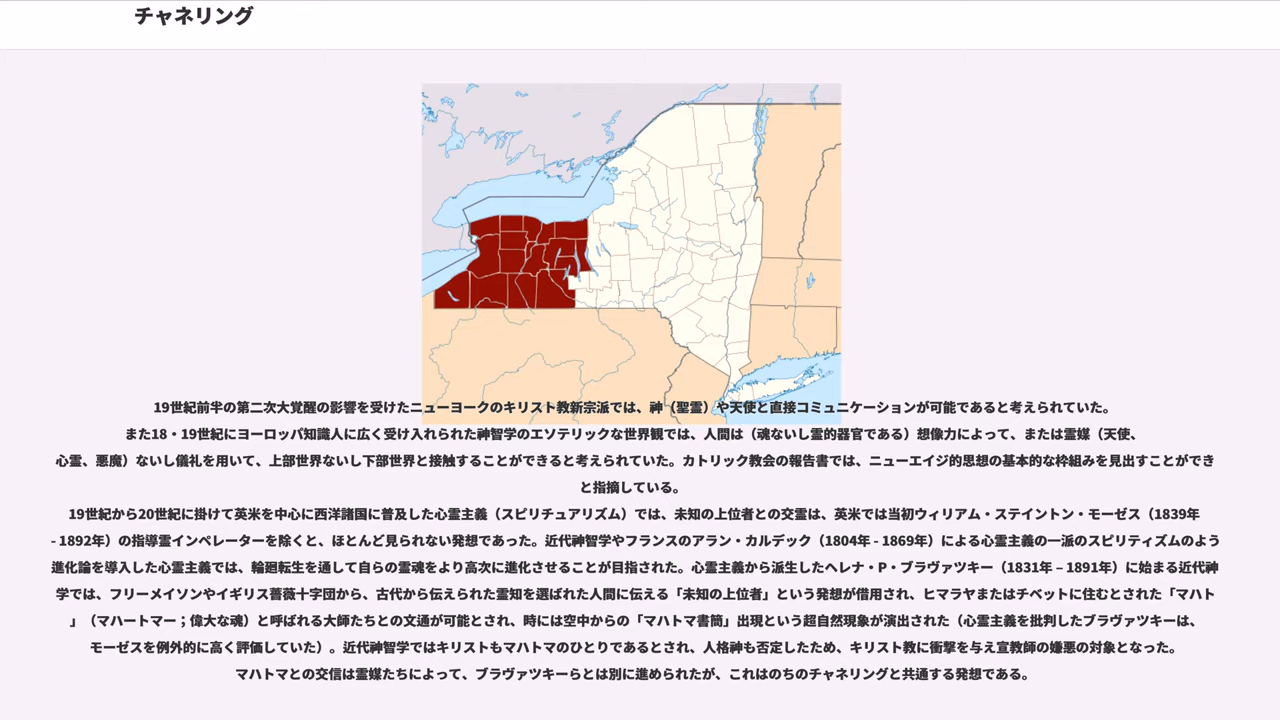 チャネリング
19世紀前半の第二次大覚醒の影響を受けたニューヨークのキリスト教新宗派では、神（聖霊）や天使と直接コミュニケーションが可能であると考えられていた。
また18・19世紀にヨーロッパ知識人に広く受け入れられた神智学のエソテリックな世界観では、人間は（魂ないし霊的器官である）想像力によって、または霊媒（天使、
心霊、悪魔）ないし儀礼を用いて、上部世界ないし下部世界と接触することができると考えられていた。カトリック教会の報告書では、ニューエイジ的思想の基本的な枠組みを見出すことができ
と指摘している。
19世紀から20世紀に掛けて英米を中心に西洋諸国に普及した心霊主義（スピリチュアリズム）では、未知の上位者との交霊は、英米では当初ウィリアム・ステイントン・モーゼス（1839年
- 1892年）の指導霊インペレーターを除くと、ほとんど見られない発想であった。近代神智学やフランスのアラン・カルデック（1804年 - 1869年）による心霊主義の一派のスピリティズムのよう
進化論を導入した心霊主義では、輪廻転生を通して自らの霊魂をより高次に進化させることが目指された。心霊主義から派生したヘレナ・P・ブラヴァツキー（1831年 – 1891年）に始まる近代神
学では、フリーメイソンやイギリス薔薇十字団から、古代から伝えられた霊知を選ばれた人間に伝える「未知の上位者」という発想が借用され、ヒマラヤまたはチベットに住むとされた「マハト
」（マハートマー；偉大な魂）と呼ばれる大師たちとの文通が可能とされ、時には空中からの「マハトマ書簡」出現という超自然現象が演出された（心霊主義を批判したブラヴァツキーは、
モーゼスを例外的に高く評価していた）。近代神智学ではキリストもマハトマのひとりであるとされ、人格神も否定したため、キリスト教に衝撃を与え宣教師の嫌悪の対象となった。
マハトマとの交信は霊媒たちによって、ブラヴァツキーらとは別に進められたが、これはのちのチャネリングと共通する発想である。